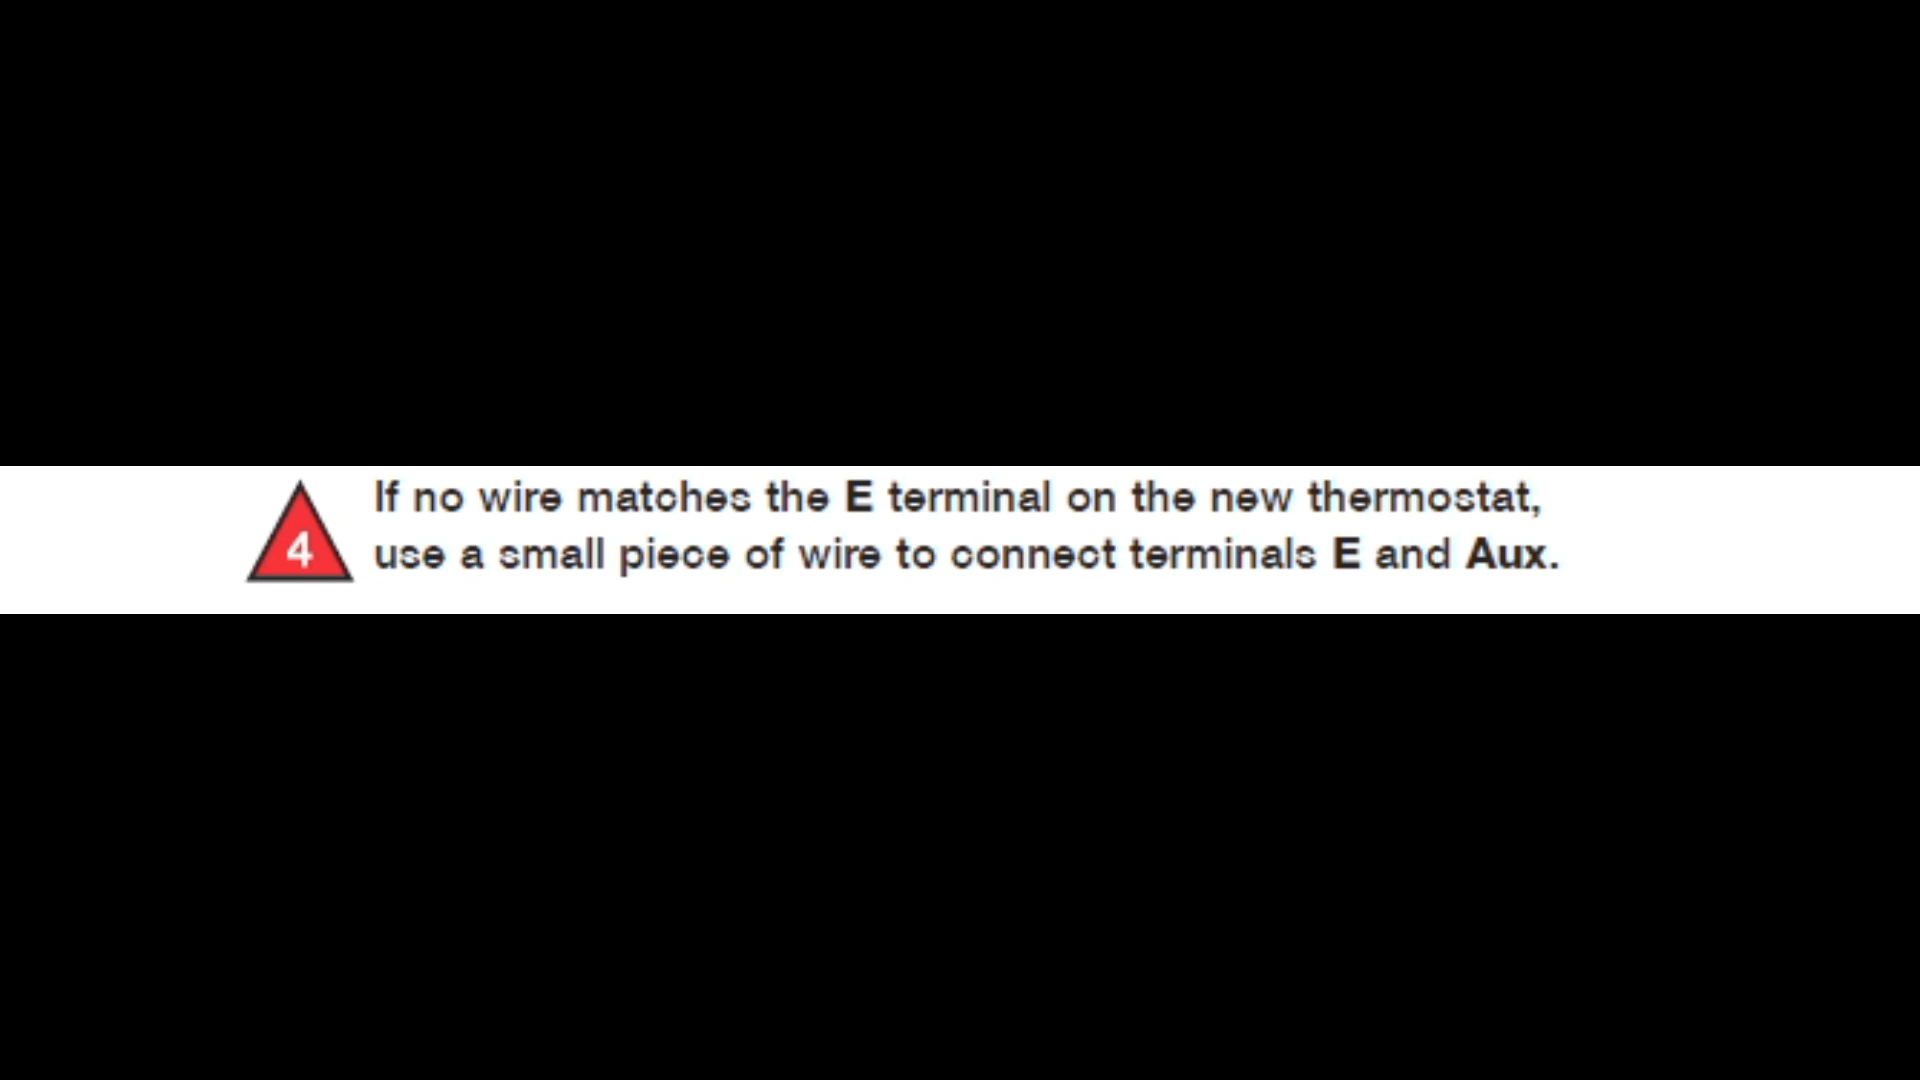 4
If no wire matches the E terminal on the new thermostat,
use a small piece of wire to connect terminals E and Aux.